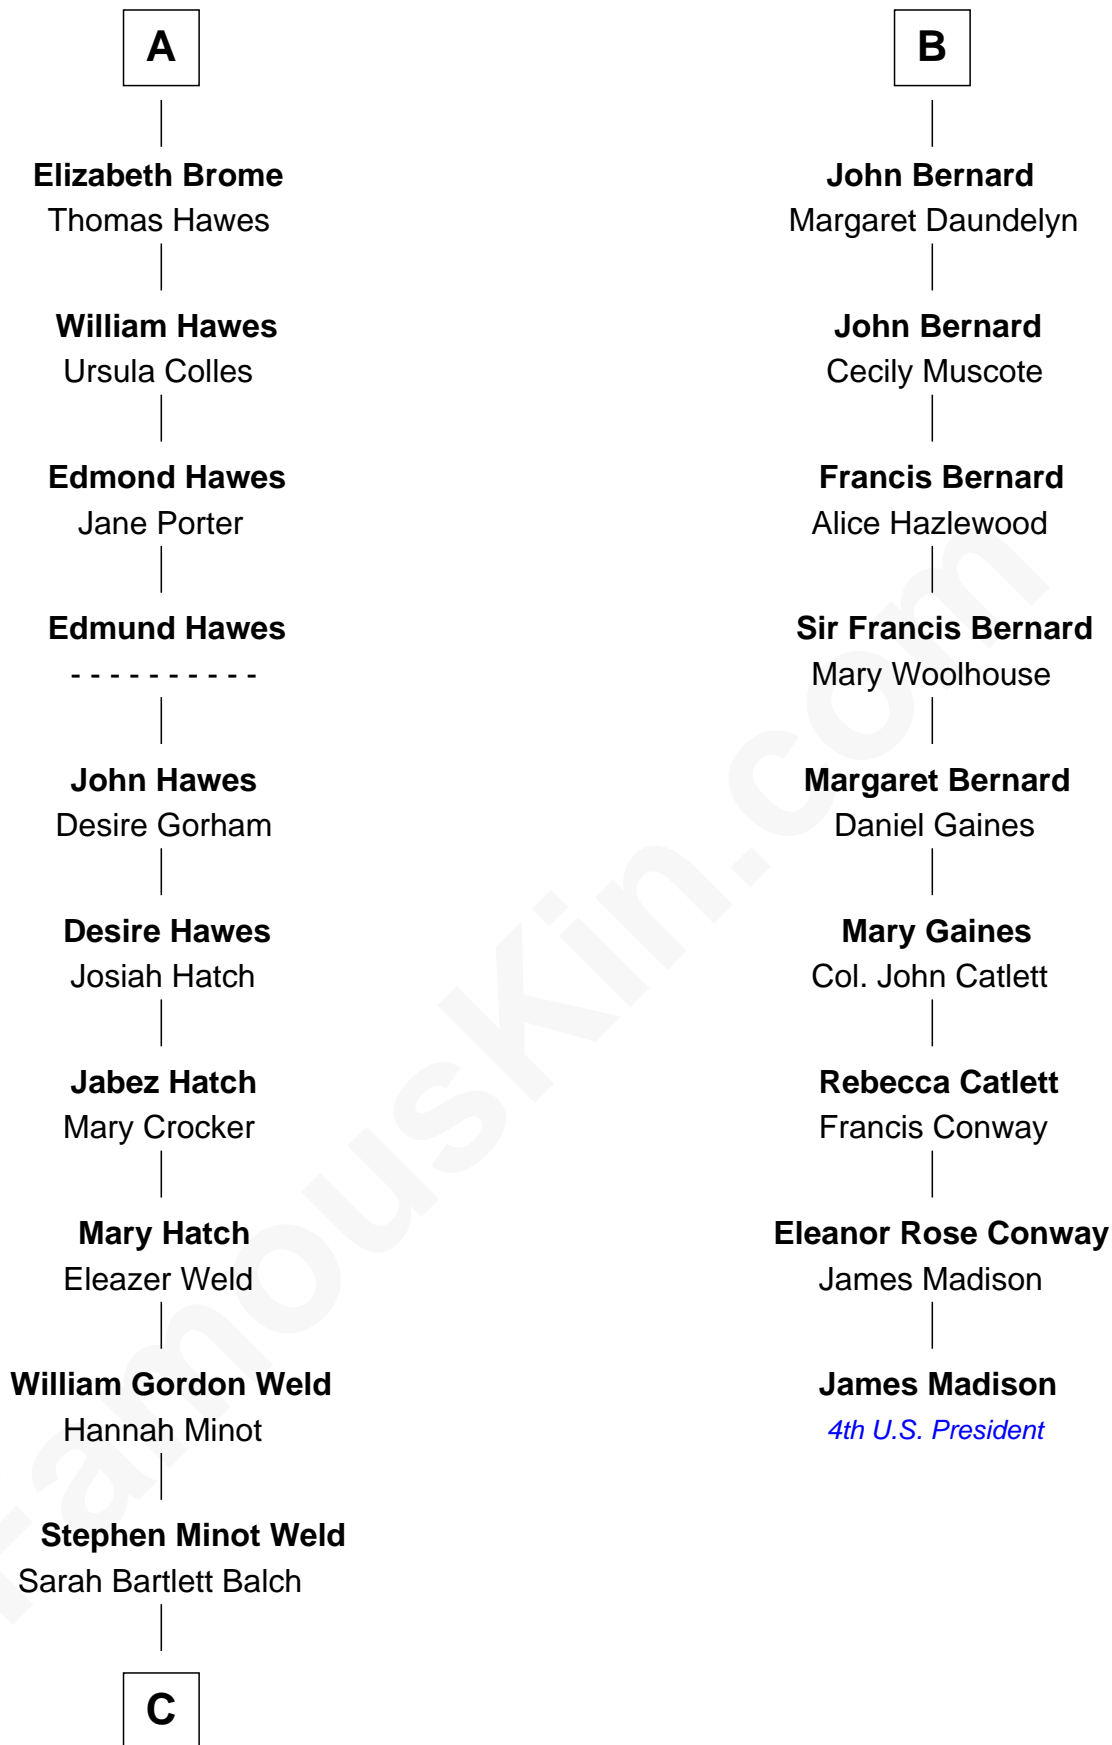 A
Elizabeth Brome
Thomas Hawes
William Hawes
Ursula Colles
Edmond Hawes
Jane Porter
Edmund Hawes
- - - - - - - - - -
John Hawes
Desire Gorham
Desire Hawes
Josiah Hatch
Jabez Hatch
Mary Crocker
Mary Hatch
Eleazer Weld
William Gordon Weld
Hannah Minot
Stephen Minot Weld
Sarah Bartlett Balch
C
B
John Bernard
Margaret Daundelyn
John Bernard
Cecily Muscote
Francis Bernard
Alice Hazlewood
Sir Francis Bernard
Mary Woolhouse
Margaret Bernard
Daniel Gaines
Mary Gaines
Col. John Catlett
Rebecca Catlett
Francis Conway
Eleanor Rose Conway
James Madison
James Madison
4th U.S. President
FamousKin.com